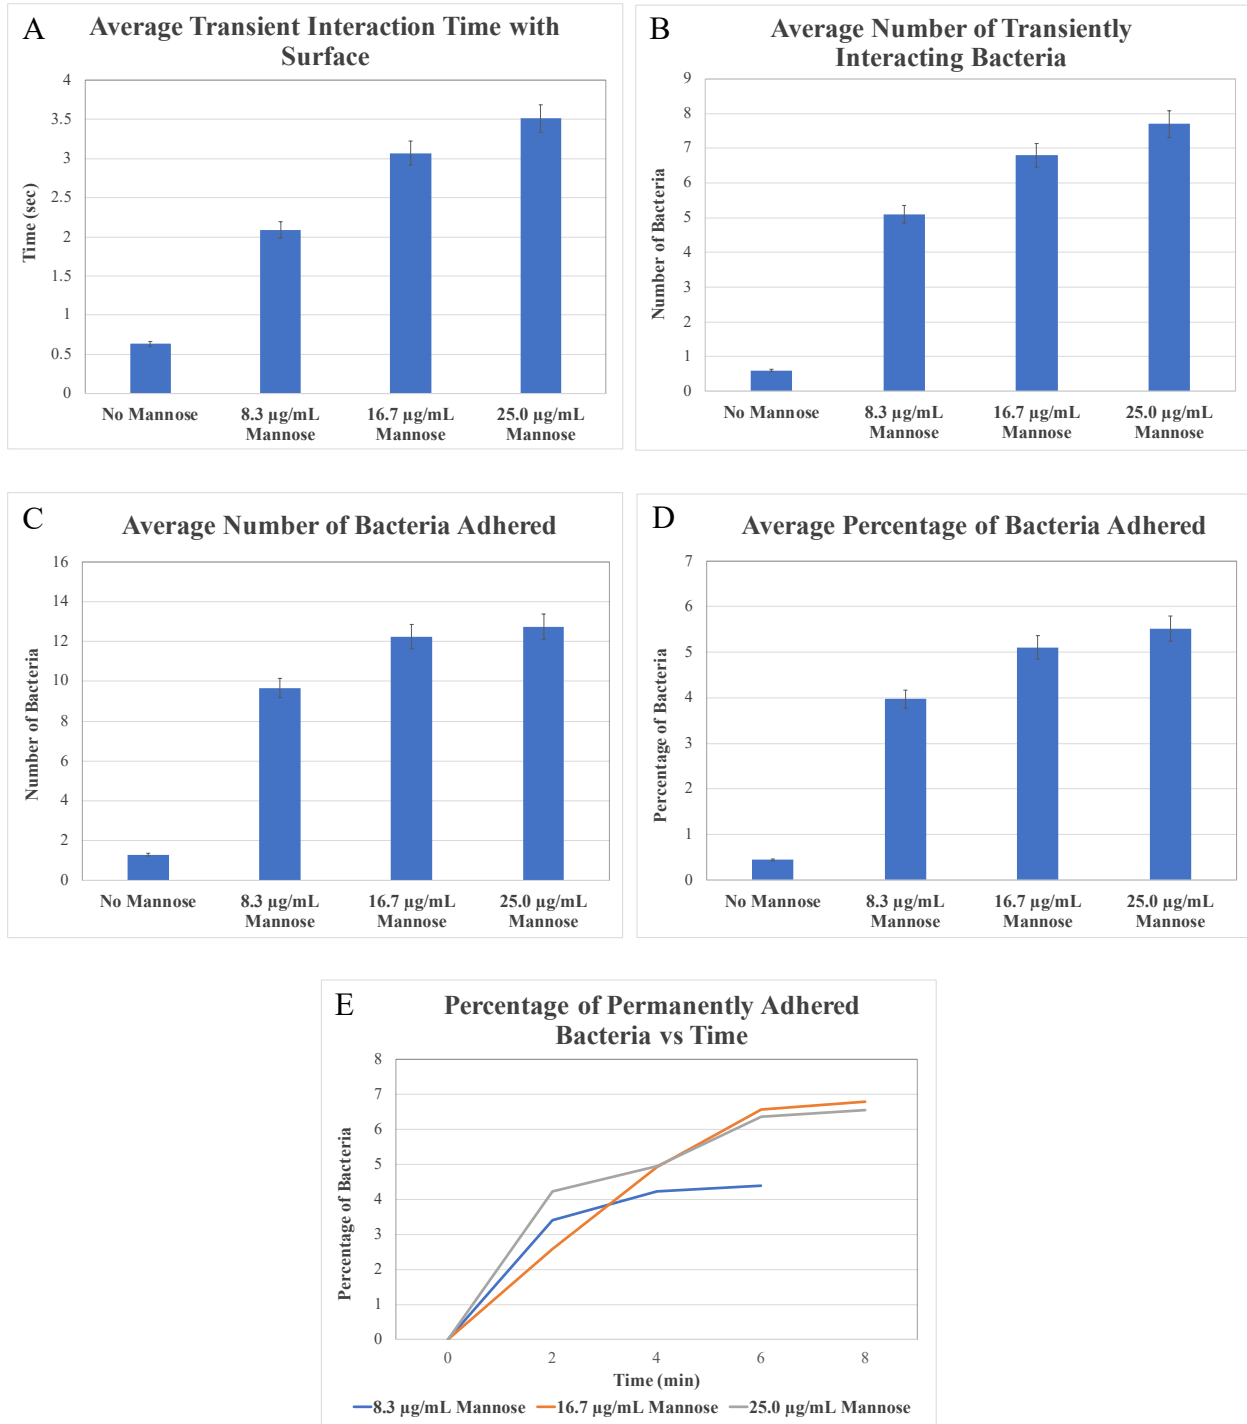 A
Average Transient Interaction Time with
Surface
4
3.5
3
2.5
2
1.5
1
0.5
0
Time (sec)
No Mannose
8.3 µg/mL
Mannose
16.7 µg/mL
Mannose
25.0 µg/mL
Mannose
B
Average Number of Transiently
Interacting Bacteria
9
8
7
6
5
4
3
2
1
0
Number of Bacteria
No Mannose
8.3 µg/mL
Mannose
16.7 µg/mL
Mannose
25.0 µg/mL
Mannose
C
Average Number of Bacteria Adhered
16
14
12
10
8
6
4
2
0
Number of Bacteria
No Mannose
8.3 µg/mL
Mannose
16.7 µg/mL
Mannose
25.0 µg/mL
Mannose
D
Average Percentage of Bacteria Adhered
7
6
5
4
3
2
1
0
Percentage of Bacteria
No Mannose
8.3 µg/mL
Mannose
16.7 µg/mL
Mannose
25.0 µg/mL
Mannose
E
Percentage of Permanently Adhered
Bacteria vs Time
8
7
6
5
4
3
2
1
0
Percentage of Bacteria
0 2 4 6 8
Time (min)
8.3 µg/mL Mannose 16.7 µg/mL Mannose 25.0 µg/mL Mannose